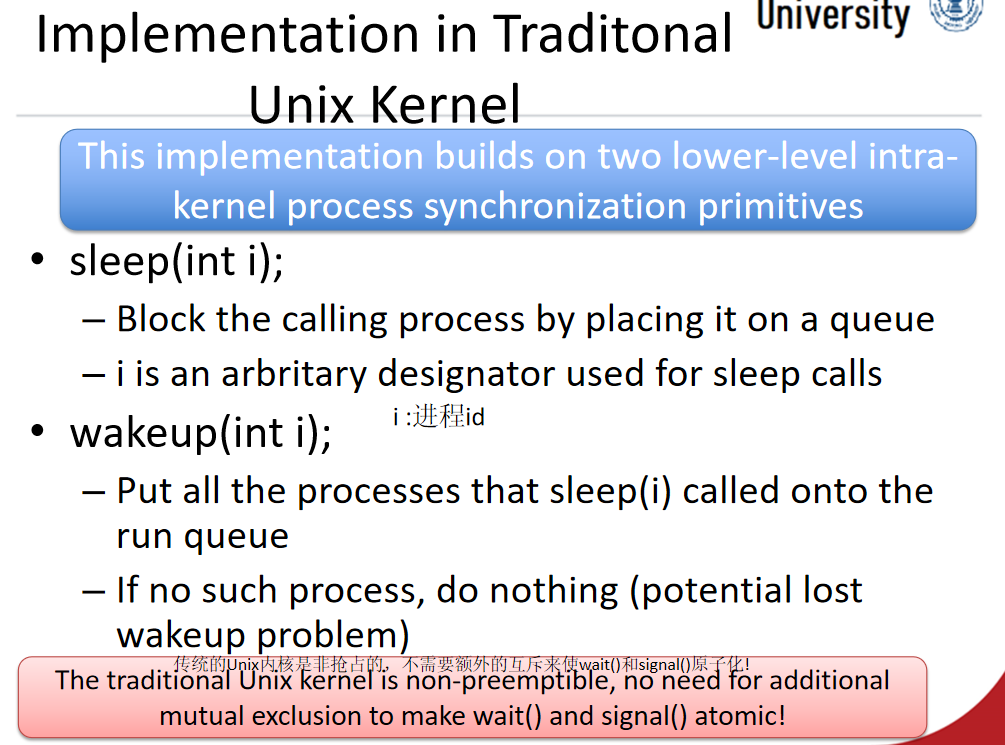 University
Implementation in Traditonal
Unix Kernel
This implementation builds on two lower-level intra-
kernel process synchronization primitives
• sleep(int i);
– Block the calling process by placing it on a queue
– i is an arbritary designator used for sleep calls
i :进程id
• wakeup(int i);
– Put all the processes that sleep(i) called onto the
run queue
– If no such process, do nothing (potential lost
wakeup problem)
传统的Unix内核是非抢占的，不需要额外的互斥来使wait()和signal()原子化!
The traditional Unix kernel is non-preemptible, no need for additional
mutual exclusion to make wait() and signal() atomic!